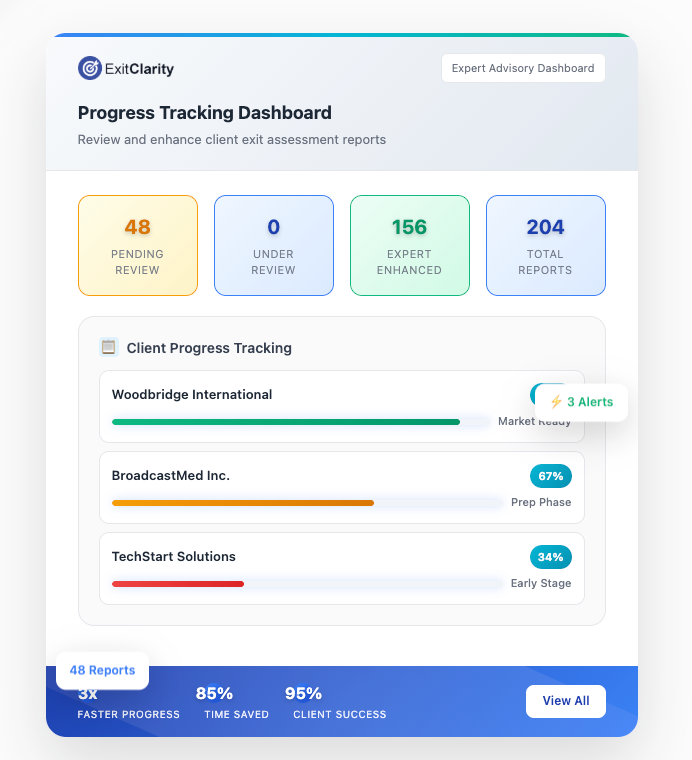 ExitClarity
Expert Advisory Dashboard
Progress Tracking Dashboard
Review and enhance client exit assessment reports
48
PENDING
REVIEW
0
UNDER
REVIEW
156
EXPERT
ENHANCED
204
TOTAL
REPORTS
Client Progress Tracking
Woodbridge International
⚡ 3 Alerts
Market Ready
BroadcastMed Inc.
67%
Prep Phase
TechStart Solutions
34%
Early Stage
48 Reports
3x
FASTER PROGRESS
85%
TIME SAVED
95%
CLIENT SUCCESS
View All